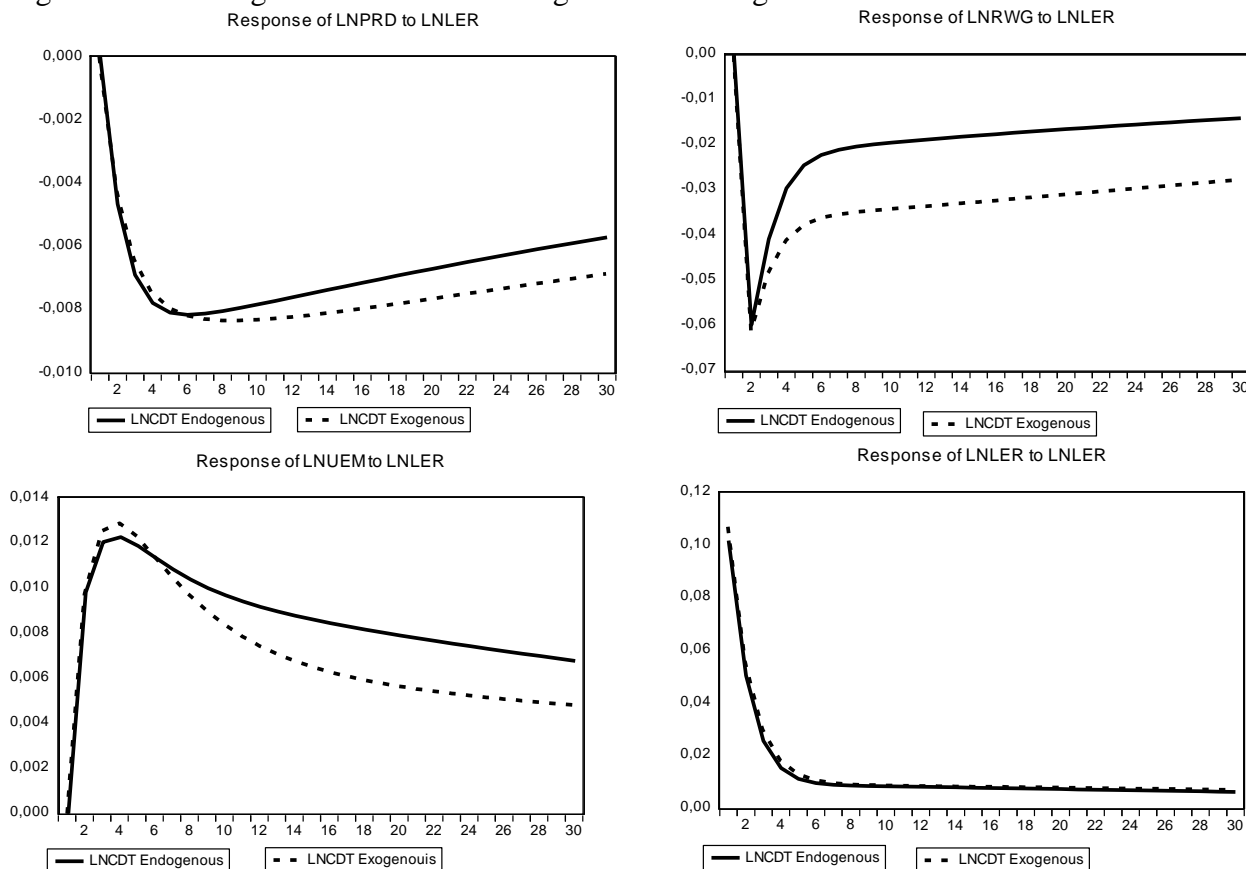 Response of LNPRD to LNLER
0,000
-0,002
-0,004
-0,006
-0,008
-0,010
2 4 6 8 10 12 14 16 18 20 22 24 26 28 30
LNCDT Endogenous LNCDT Exogenous
Response of LNRWG to LNLER
0,00
-0,01
-0,02
-0,03
-0,04
-0,05
-0,06
-0,07
2 4 6 8 10 12 14 16 18 20 22 24 26 28 30
LNCDT Endogenous LNCDT Exogenous
Response of LNUEM to LNLER
0,014
0,012
0,010
0,008
0,006
0,004
0,002
0,000
2 4 6 8 10 12 14 16 18 20 22 24 26 28 30
LNCDT Endogenous LNCDT Exogenouis
Response of LNLER to LNLER
0,12
0,10
0,08
0,06
0,04
0,02
0,00
2 4 6 8 10 12 14 16 18 20 22 24 26 28 30
LNCDT Endogenous LNCDT Exogenous